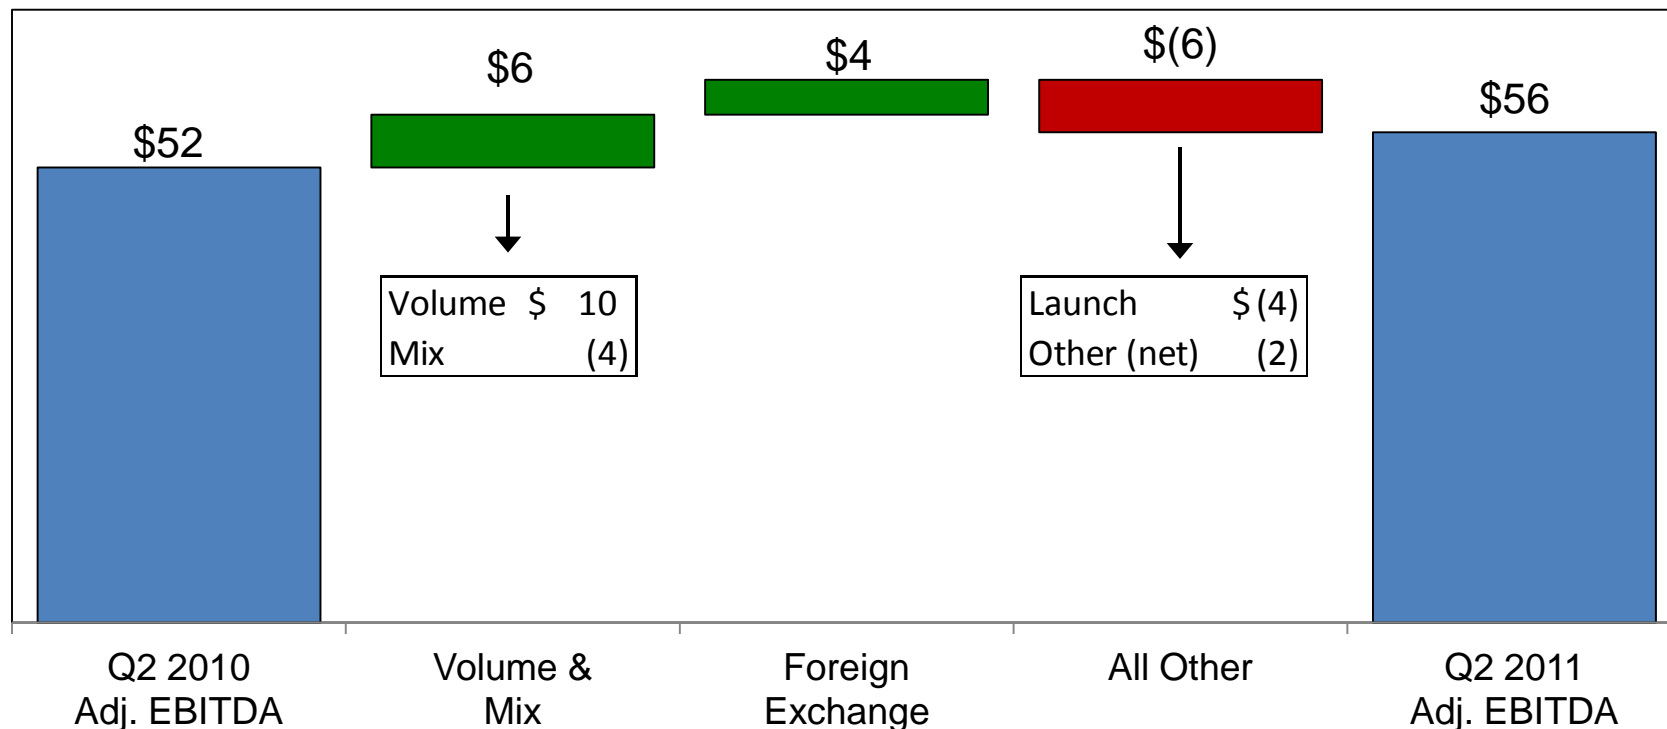 $52
$6
$4
$(6)
$56
Volume $ 10
Mix (4)
Launch $ (4)
Other (net) (2)
Q2 2010
Adj. EBITDA
Volume &
Mix
Foreign
Exchange
All Other
Q2 2011
Adj. EBITDA